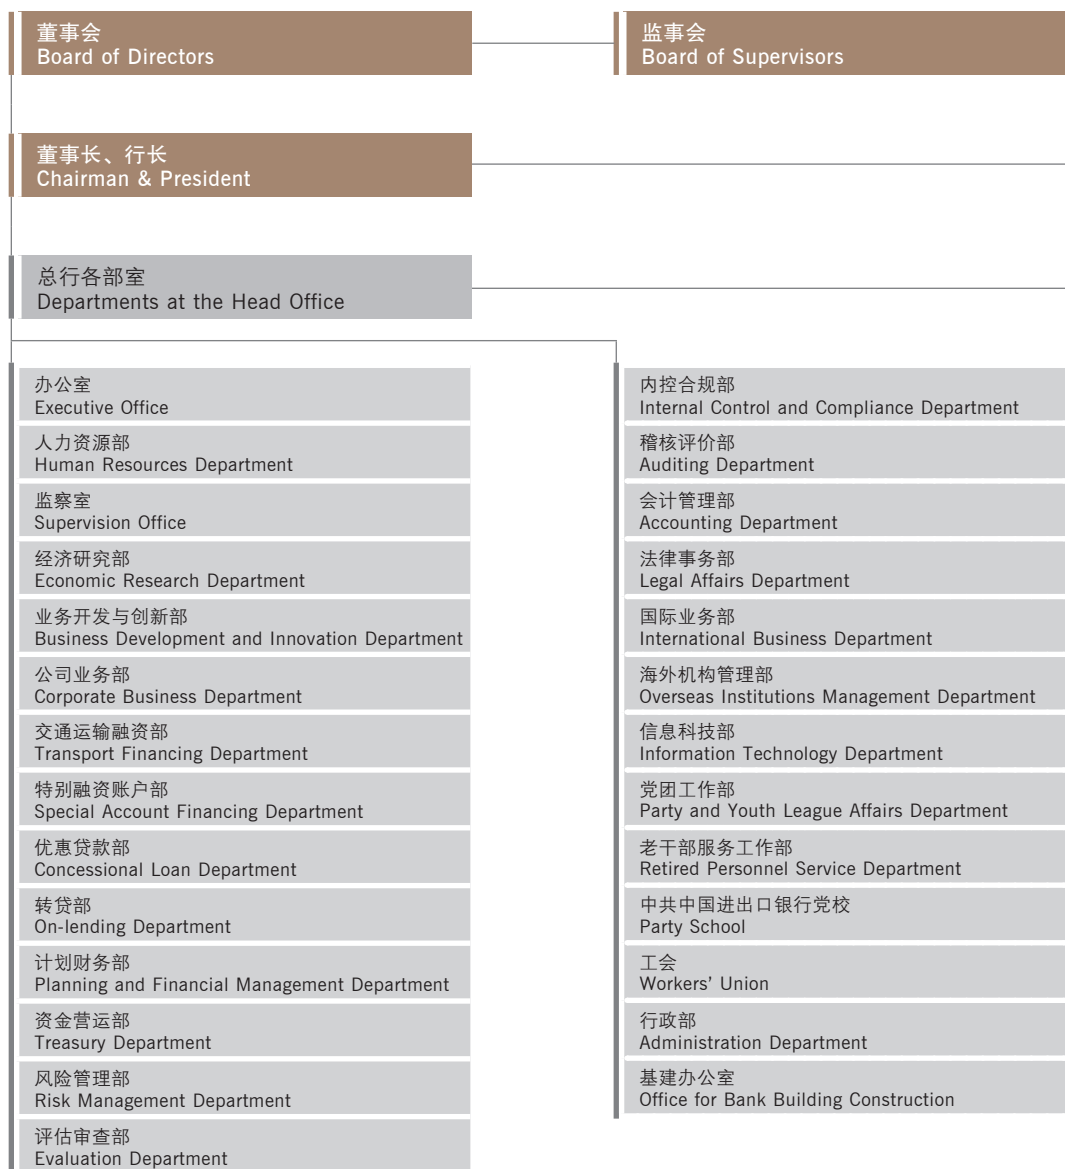 董事会
Board of Directors
监事会
Board of Supervisors
董事长、行长
Chairman & President
总行各部室
Departments at the Head Office
办公室
Executive Office
人力资源部
Human Resources Department
监察室
Supervision Office
经济研究部
Economic Research Department
业务开发与创新部
Business Development and Innovation Department
公司业务部
Corporate Business Department
交通运输融资部
Transport Financing Department
特别融资账户部
Special Account Financing Department
优惠贷款部
Concessional Loan Department
转贷部
On-lending Department
计划财务部
Planning and Financial Management Department
资金营运部
Treasury Department
风险管理部
Risk Management Department
评估审查部
Evaluation Department
内控合规部
Internal Control and Compliance Department
稽核评价部
Auditing Department
会计管理部
Accounting Department
法律事务部
Legal Affairs Department
国际业务部
International Business Department
海外机构管理部
Overseas Institutions Management Department
信息科技部
Information Technology Department
党团工作部
Party and Youth League Affairs Department
老干部服务工作部
Retired Personnel Service Department
中共中国进出口银行党校
Party School
工会
Workers' Union
行政部
Administration Department
基建办公室
Office for Bank Building Construction